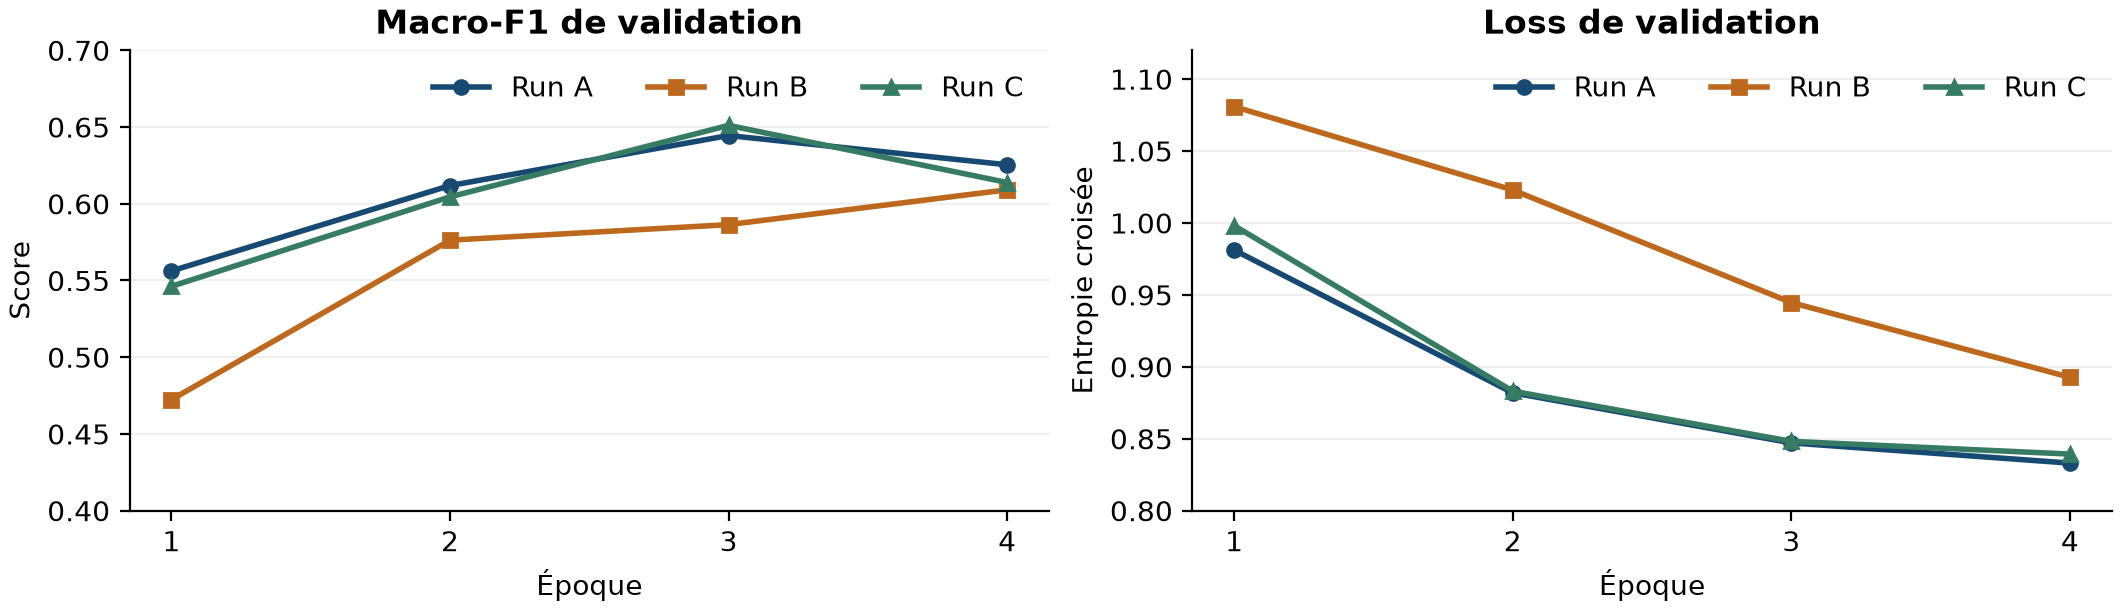 Macro-F1 de validation
Run A Run B Run C
0.70
0.65
0.60
0.55
0.50
0.45
0.40
Score
1 2 3 4
Époque
Loss de validation
Run A Run B Run C
1.10
1.05
1.00
0.95
0.90
0.85
0.80
Entropie croisée
1 2 3 4
Époque